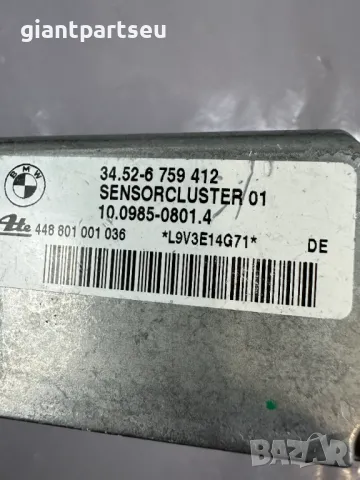 giantpartseu
BMW
34.52-6 759 412
SENSORCLUSTER 01
10.0985-0801.4
Ate 448 801 001 036 *L9V3E14G71* DE
BAZAR